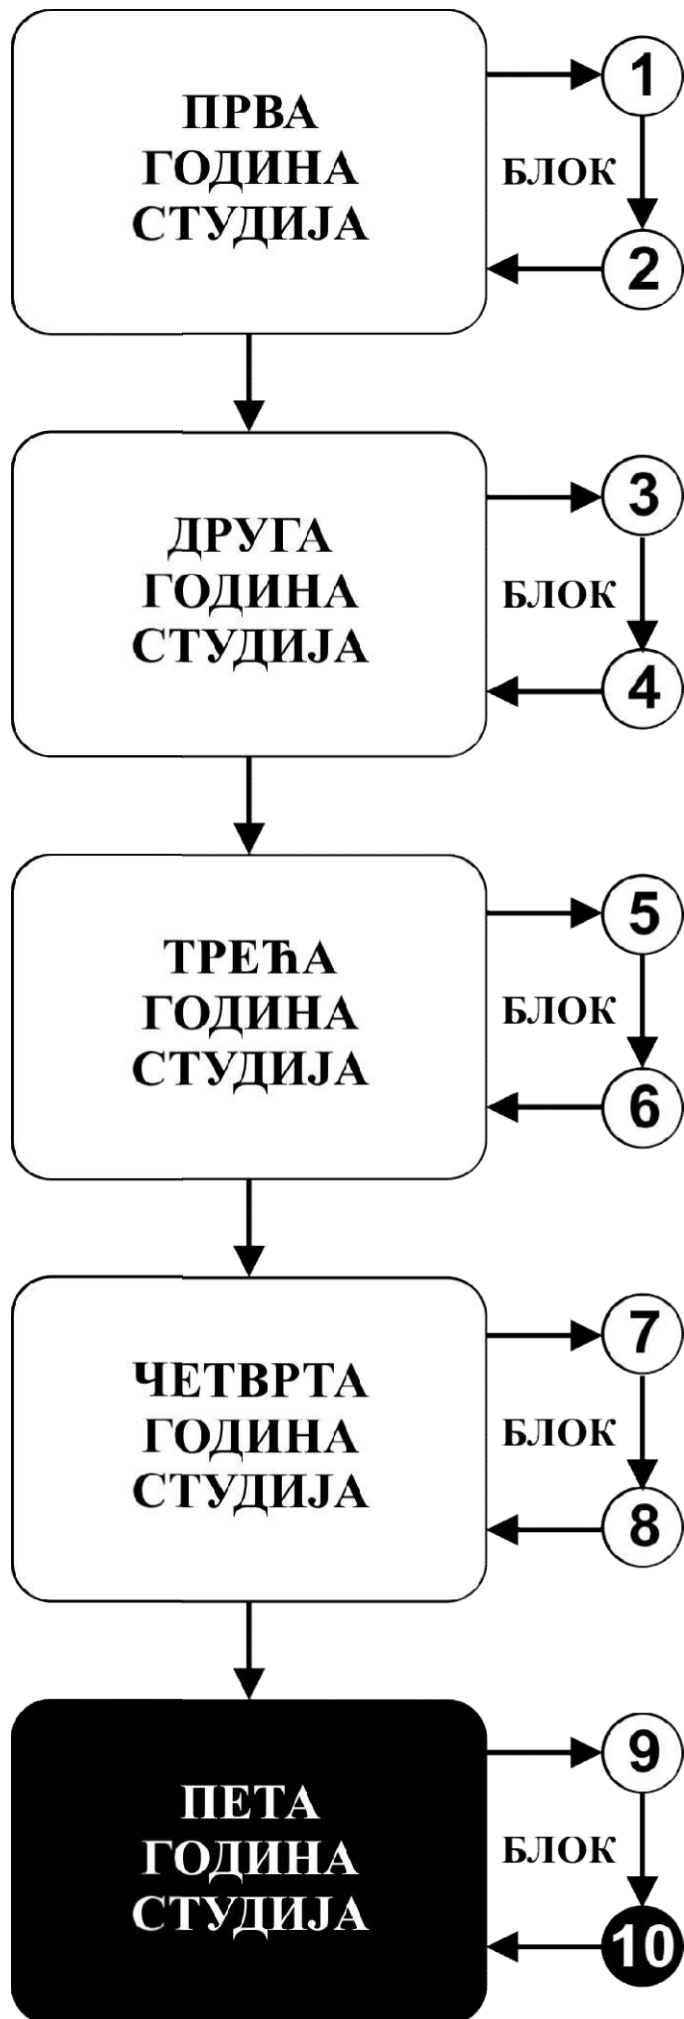 ПРВА
ГОДИНА
СТУДИЈА
1
БЛОК
2
ДРУГА
ГОДИНА
СТУДИЈА
3
БЛОК
4
ТРЕЋА
ГОДИНА
СТУДИЈА
5
БЛОК
6
ЧЕТВРТА
ГОДИНА
СТУДИЈА
7
БЛОК
8
ПЕТА
ГОДИНА
СТУДИЈА
9
БЛОК
10